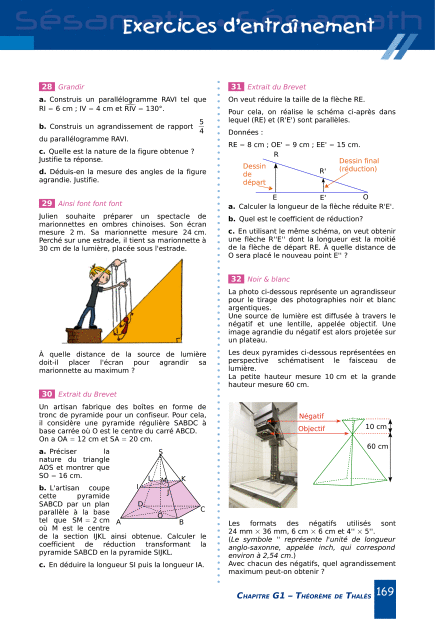 Sésamath
Sésamath
Exercices d'entraînement
28 Grandir
a. Construis un parallélogramme RAVI tel que
RI = 6 cm ; IV = 4 cm et RIV = 130°.
b. Construis un agrandissement de rapport 5/4
du parallélogramme RAVI.
c. Quelle est la nature de la figure obtenue ?
Justifie ta réponse.
d. Déduis-en la mesure des angles de la figure
agrandie. Justifie.
29 Ainsi font font font
Julien souhaite préparer un spectacle de
marionnettes en ombres chinoises. Son écran
mesure 2 m. Sa marionnette mesure 24 cm.
Perché sur une estrade, il tient sa marionnette à
30 cm de la lumière, placée sous l'estrade.
À quelle distance de la source de lumière
doit-il placer l'écran pour agrandir sa
marionnette au maximum ?
30 Extrait du Brevet
Un artisan fabrique des boîtes en forme de
tronc de pyramide pour un confiseur. Pour cela,
il considère une pyramide régulière SABDC à
base carrée où O est le centre du carré ABCD.
On a OA = 12 cm et SA = 20 cm.
a. Préciser la
nature du triangle
AOS et montrer que
SO = 16 cm.
b. L'artisan coupe
cette pyramide
SABCD par un plan
parallèle à la base
tel que SM = 2 cm
où M est le centre
de la section IJKL ainsi obtenue. Calculer le
coefficient de réduction transformant la
pyramide SABCD en la pyramide SIJKL.
c. En déduire la longueur SI puis la longueur IA.
S
L
M
K
I
J
D
C
O
A
B
31 Extrait du Brevet
On veut réduire la taille de la flèche RE.
Pour cela, on réalise le schéma ci-après dans
lequel (RE) et (R'E') sont parallèles.
Données :
RE = 8 cm ; OE' = 9 cm ; EE' = 15 cm.
R
Dessin
de
départ
R'
Dessin final
(réduction)
E
E'
O
a. Calculer la longueur de la flèche réduite R'E'.
b. Quel est le coefficient de réduction?
c. En utilisant le même schéma, on veut obtenir
une flèche R''E'' dont la longueur est la moitié
de la flèche de départ RE. À quelle distance de
O sera placé le nouveau point E'' ?
32 Noir & blanc
La photo ci-dessous représente un agrandisseur
pour le tirage des photographies noir et blanc
argentiques.
Une source de lumière est diffusée à travers le
négatif et une lentille, appelée objectif. Une
image agrandie du négatif est alors projetée sur
un plateau.
Les deux pyramides ci-dessous représentées en
perspective schématisent le faisceau de
lumière.
La petite hauteur mesure 10 cm et la grande
hauteur mesure 60 cm.
Négatif
Objectif
10 cm
60 cm
Les formats des négatifs utilisés sont
24 mm × 36 mm, 6 cm × 6 cm et 4'' × 5''.
(Le symbole '' représente l'unité de longueur
anglo-saxonne, appelée inch, qui correspond
environ à 2,54 cm.)
Avec chacun des négatifs, quel agrandissement
maximum peut-on obtenir ?
CHAPITRE G1 – THÉORÈME DE THALÈS
169